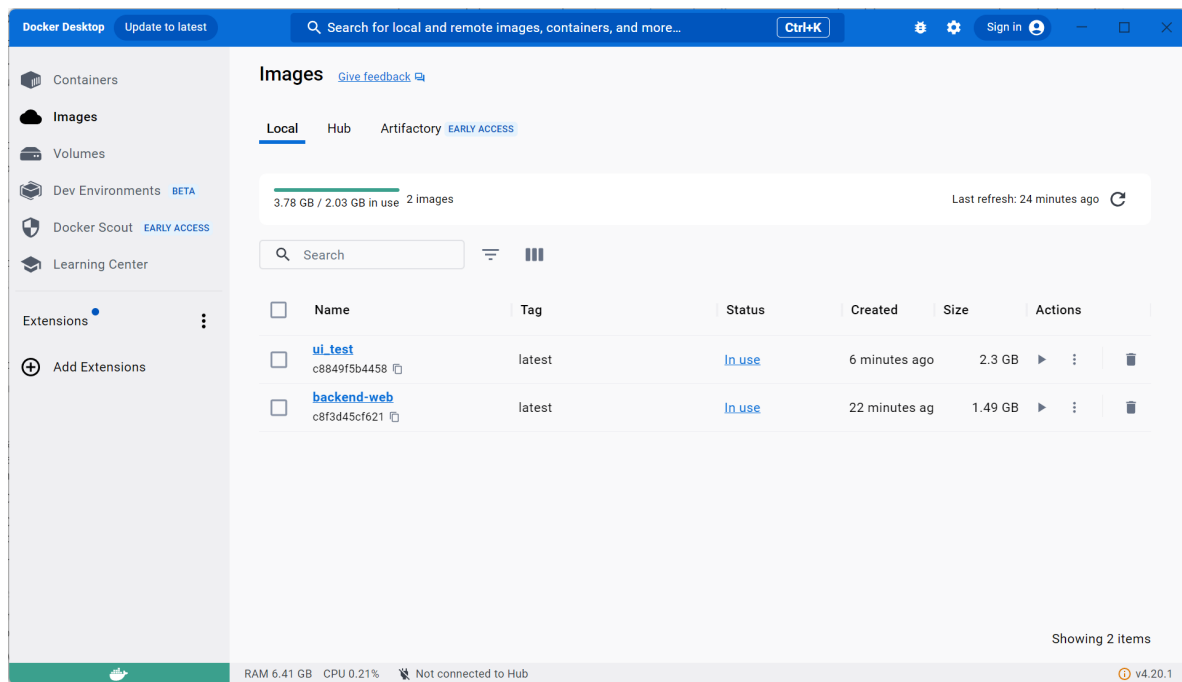 Docker Desktop Update to latest Search for local and remote images, containers, and more... Ctrl+K Sign in
Containers
Images
Volumes
Dev Environments BETA
Docker Scout EARLY ACCESS
Learning Center
Extensions
Add Extensions
Images Give feedback
Local Hub Artifactory EARLY ACCESS
3.78 GB / 2.03 GB in use 2 images Last refresh: 24 minutes ago
Search
Name Tag Status Created Size Actions
ui_test latest In use 6 minutes ago 2.3 GB
c8849f5b4458
backend-web latest In use 22 minutes ag 1.49 GB
c8f3d45cf621
Showing 2 items
RAM 6.41 GB CPU 0.21% Not connected to Hub v4.20.1